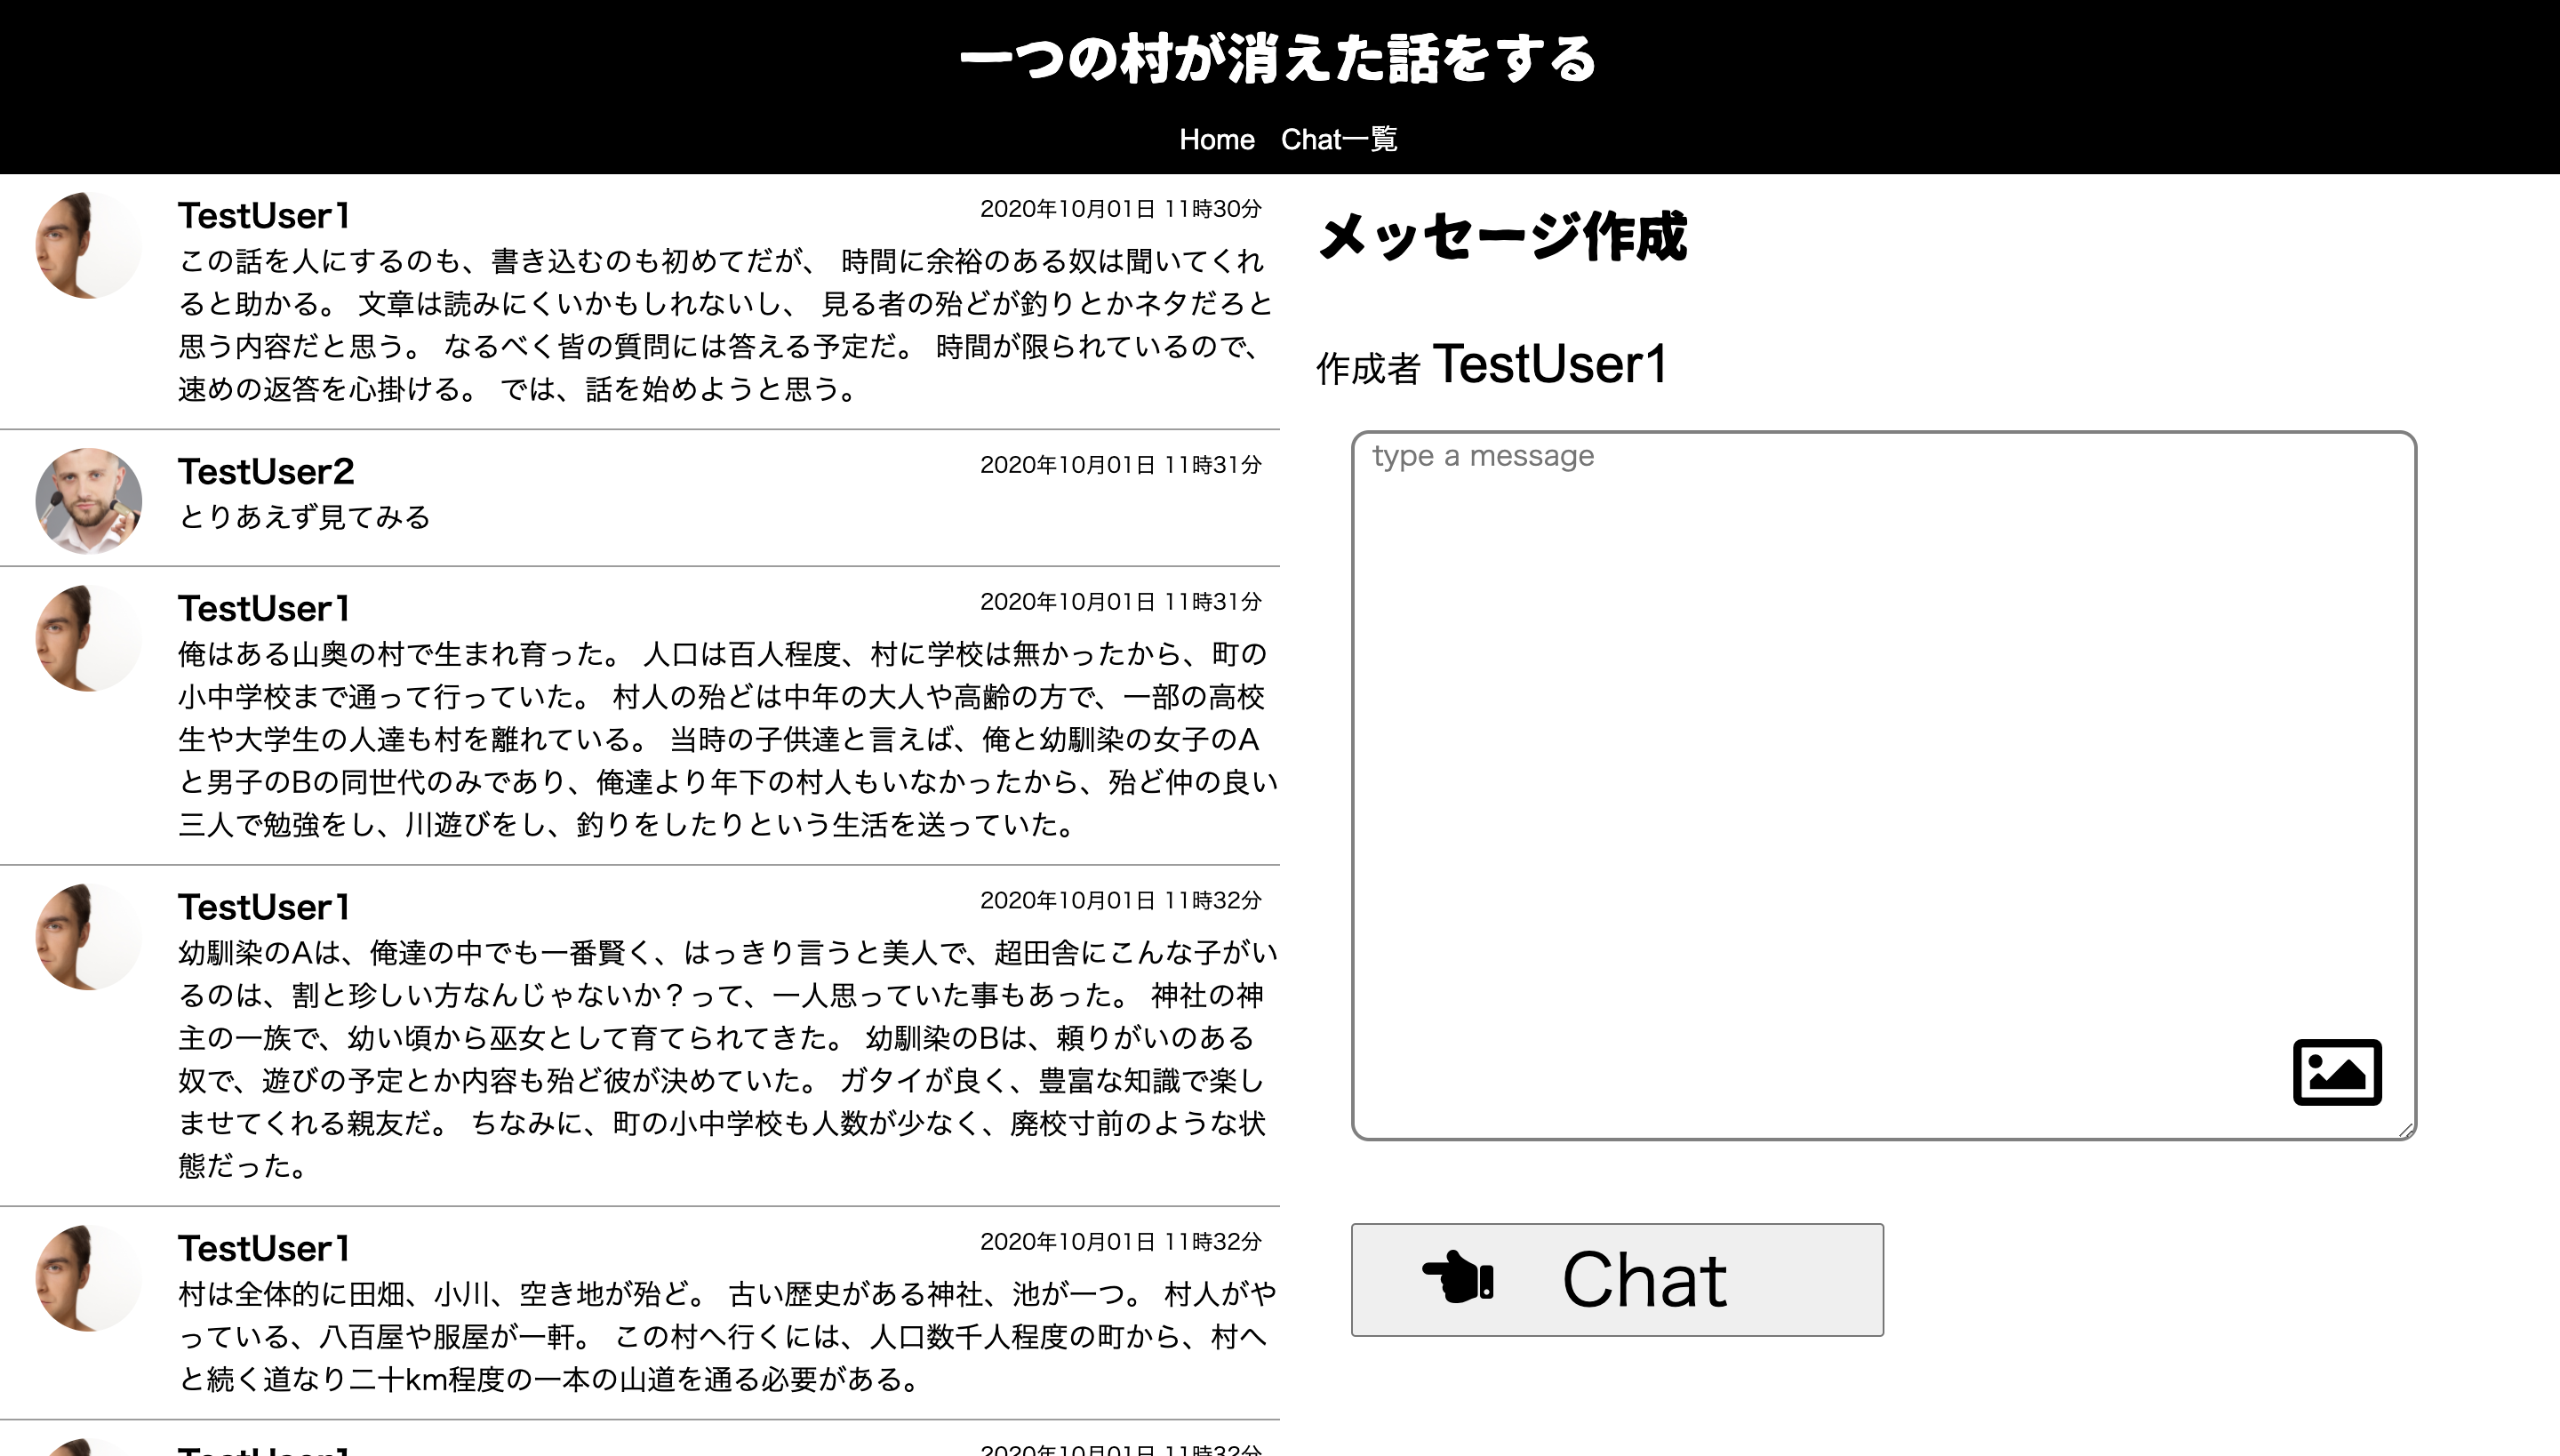 一つの村が消えた話をする
Home Chat一覧
TestUser1 2020年10月01日 11時30分
この話を人にするのも、書き込むのも初めてだが、 時間に余裕のある奴は聞いてくれ
ると助かる。 文章は読みにくいかもしれないし、 見る者の殆どが釣りとかネタだろと
思う内容だと思う。 なるべく皆の質問には答える予定だ。 時間が限られているので、
速めの返答を心掛ける。 では、話を始めようと思う。
TestUser2 2020年10月01日 11時31分
とりあえず見てみる
TestUser1 2020年10月01日 11時31分
俺はある山奥の村で生まれ育った。 人口は百人程度、村に学校は無かったから、町の
小中学校まで通って行っていた。 村人の殆どは中年の大人や高齢の方で、一部の高校
生や大学生の人達も村を離れている。 当時の子供達と言えば、俺と幼馴染の女子のA
と男子のBの同世代のみであり、俺達より年下の村人もいなかったから、殆ど仲の良い
三人で勉強をし、川遊びをし、釣りをしたりという生活を送っていた。
TestUser1 2020年10月01日 11時32分
幼馴染のAは、俺達の中でも一番賢く、はっきり言うと美人で、超田舎にこんな子がい
るのは、割と珍しい方なんじゃないか？って、一人思っていた事もあった。 神社の神
主の一族で、幼い頃から巫女として育てられてきた。 幼馴染のBは、頼りがいのある
奴で、遊びの予定とか内容も殆ど彼が決めていた。 ガタイが良く、豊富な知識で楽し
ませてくれる親友だ。 ちなみに、町の小中学校も人数が少なく、廃校寸前のような状
態だった。
TestUser1 2020年10月01日 11時32分
村は全体的に田畑、小川、空き地が殆ど。 古い歴史がある神社、池が一つ。 村人がや
っている、八百屋や服屋が一軒。 この村へ行くには、人口数千人程度の町から、村へ
と続く道なり二十km程度の一本の山道を通る必要がある。
TestUser1 2020年10月01日 11時32分
メッセージ作成
作成者 TestUser1
type a message
Chat